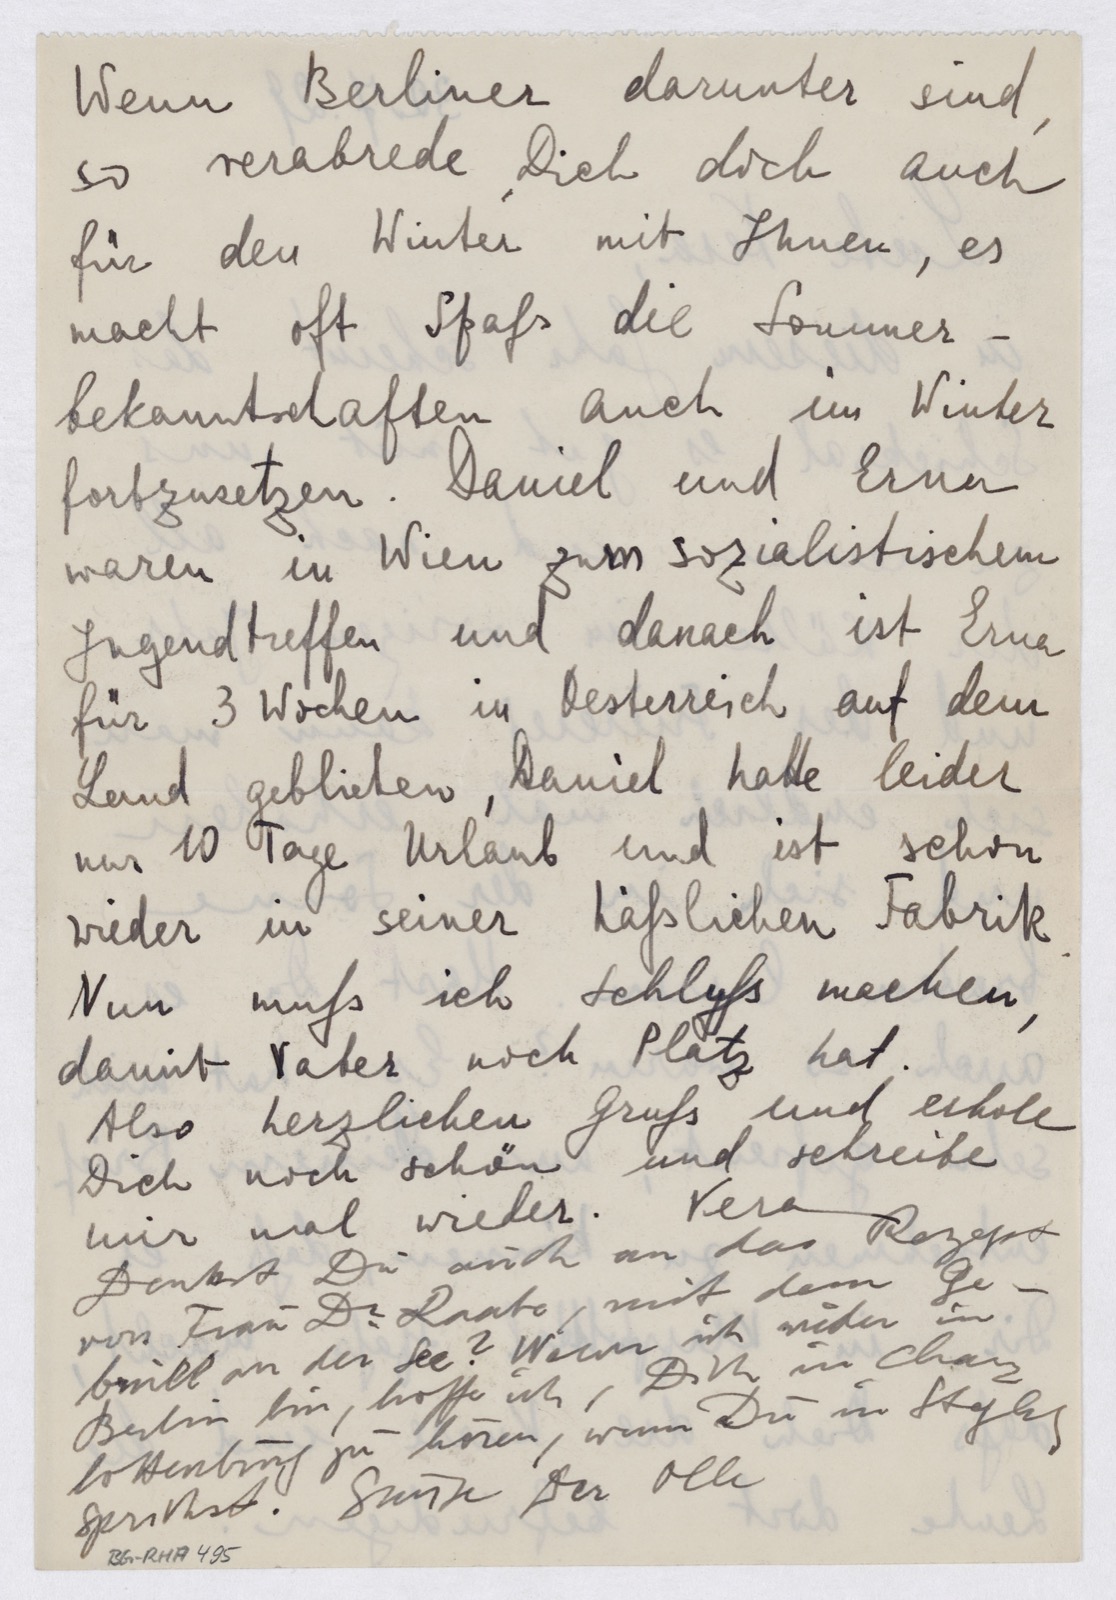 Wenn Berliner darunter sind,
so verabrede Dich doch auch
für den Winter mit Ihnen, es
macht oft Spaß die Sommer-
bekanntschaften auch im Winter
fortzusetzen. Daniel und Erna
waren in Wien zum sozialistischem
Jugendtreffen und danach ist Erna
für 3 Wochen in Oesterreich auf dem
Land geblieben, Daniel hatte leider
nur 10 Tage Urlaub und ist schon
wieder in seiner häßlichen Fabrik.
Nun muß ich Schluß machen,
damit Vater noch Platz hat.
Also herzlichen Gruß und erhole
Dich noch schön und schreibe
mir mal wieder. Vera
Denkst Du auch an das Rezept
von Frau Dr. Raabe, mit dem Ge-
brüll an der See? Wenn ich wieder in
Berlin bin, hoffe ich, Dich in Char
lottenburg zu hören, wenn Du in
sprichst. Grüße Der Olle
BG-RHA 495